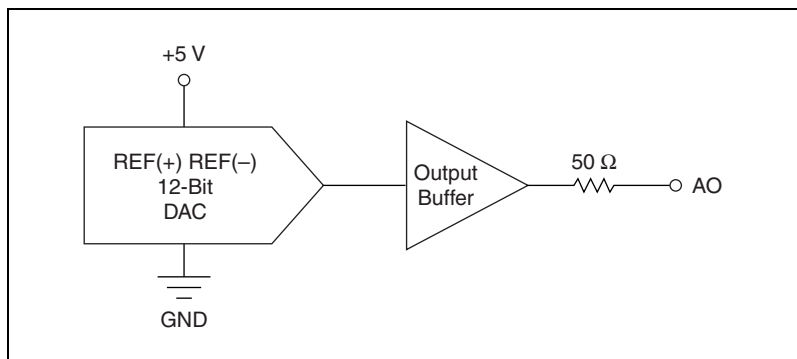 +5 V
REF(+) REF(–)
12-Bit
DAC
GND
Output
Buffer
50 Ω
AO